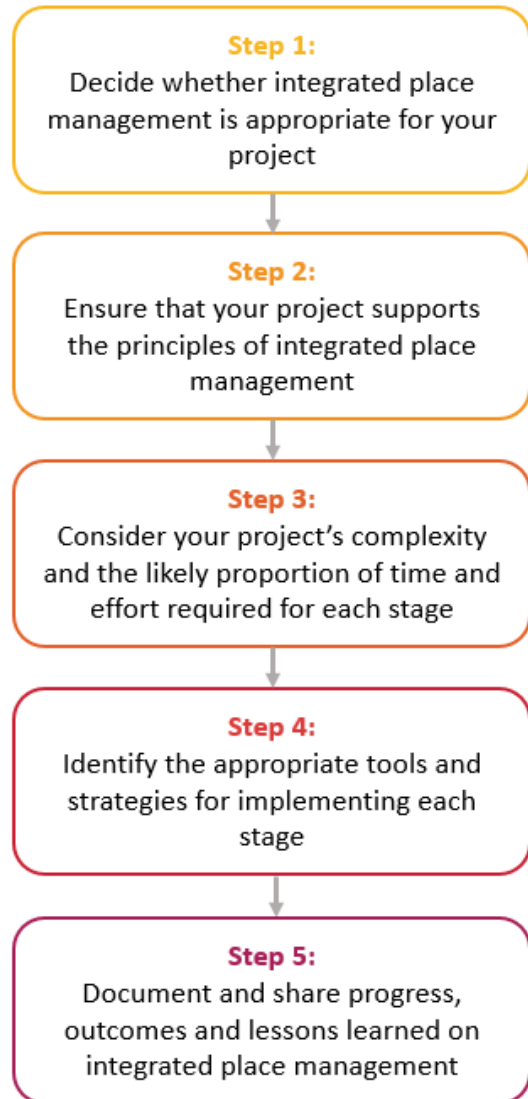 Step 1:
Decide whether integrated place
management is appropriate for your
project
Step 2:
Ensure that your project supports
the principles of integrated place
management
Step 3:
Consider your project’s complexity
and the likely proportion of time and
effort required for each stage
Step 4:
Identify the appropriate tools and
strategies for implementing each
stage
Step 5:
Document and share progress,
outcomes and lessons learned on
integrated place management